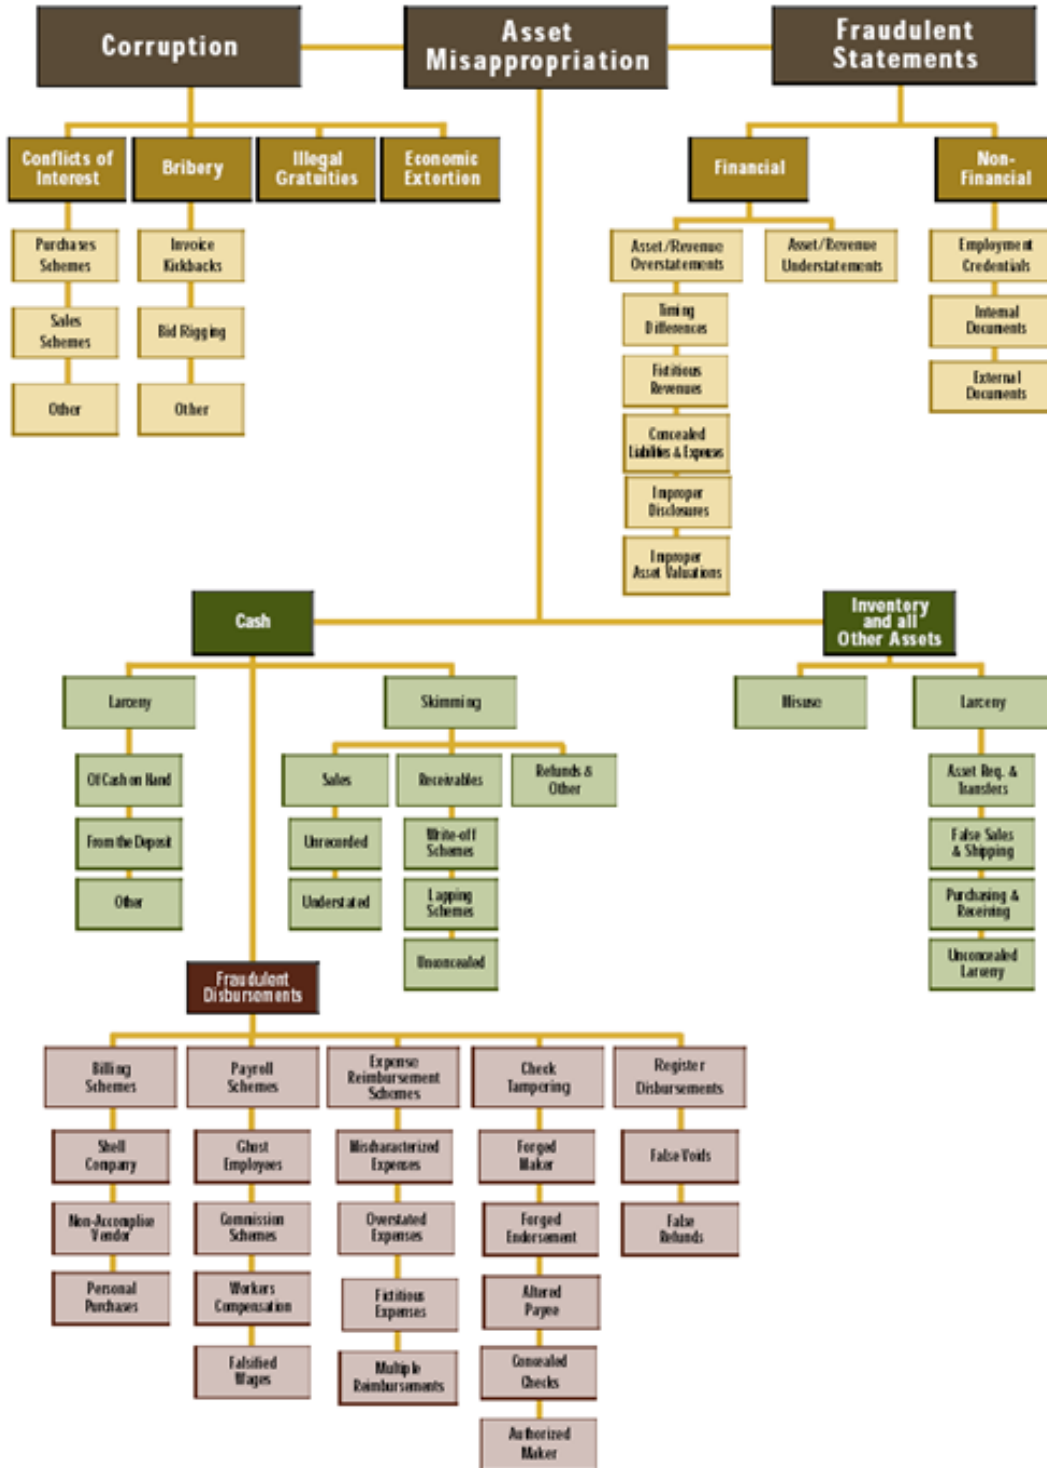 Corruption
Asset
Misappropriation
Fraudulent
Statements
Conflicts of
Interest
Bribery
Illegal
Gratuities
Economic
Extortion
Financial
Non-
Financial
Purchases
Schemes
Invoice
Kickbacks
Asset/Revenue
Overstatements
Asset/Revenue
Understatements
Employment
Credentials
Sales
Schemes
Bid Rigging
Timing
Differences
Internal
Documents
Other
Other
Fictitious
Revenues
External
Documents
Concealed
Liabilities & Expenses
Improper
Disclosures
Improper
Asset Valuations
Cash
Inventory
and all
Other Assets
Larceny
Skimming
Misuse
Larceny
Of Cash on Hand
Sales
Receivables
Refunds &
Other
Asset Req. &
Transfers
From the Deposit
Unrecorded
Write-off
Schemes
False Sales
& Shipping
Other
Understated
Lapping
Schemes
Purchasing &
Receiving
Unconcealed
Unconcealed
Larceny
Fraudulent
Disbursements
Billing
Schemes
Payroll
Schemes
Expense
Reimbursement
Schemes
Check
Tampering
Register
Disbursements
Shell
Company
Ghost
Employees
Mischaracterized
Expenses
Forged
Maker
False Voids
Non-Accomplice
Vendor
Commission
Schemes
Overstated
Expenses
Forged
Endorsement
False
Refunds
Personal
Purchases
Workers
Compensation
Fictitious
Expenses
Altered
Payee
Falsified
Wages
Multiple
Reimbursements
Concealed
Checks
Authorized
Maker